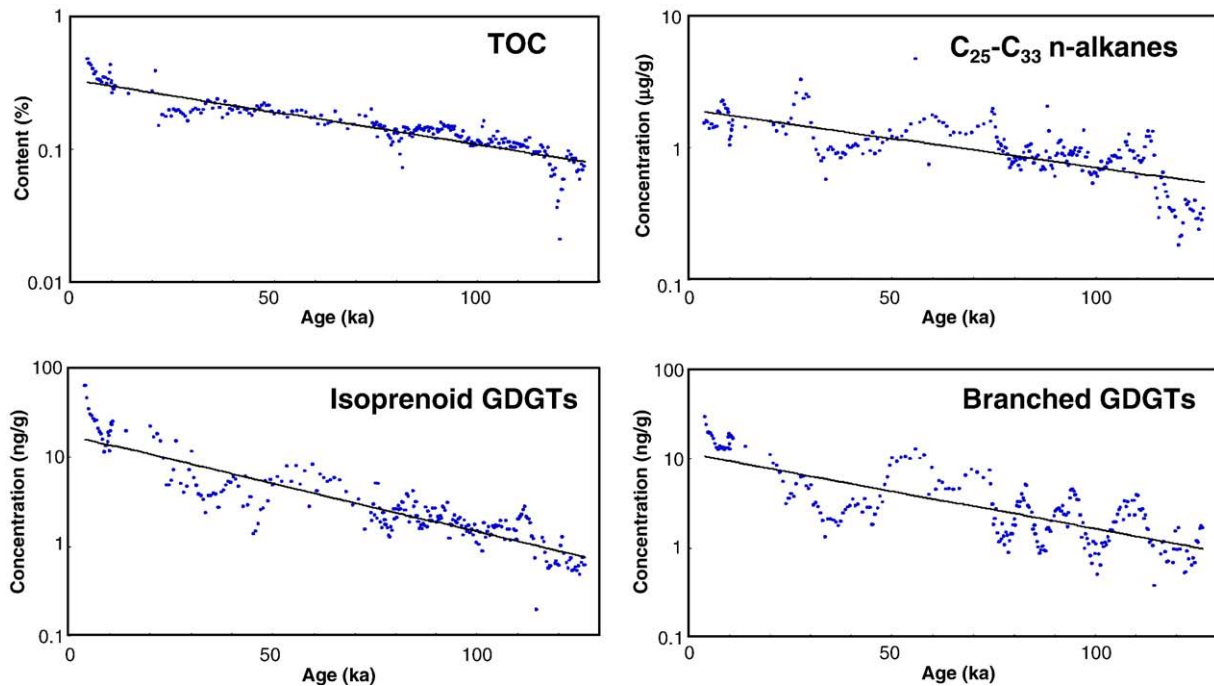 TOC
Content (%)
1
0.1
0.01
0
50
100
Age (ka)
C25-C33 n-alkanes
Concentration (µg/g)
10
1
0.1
0
50
100
Age (ka)
Isoprenoid GDGTs
Concentration (ng/g)
100
10
1
0.1
0
50
100
Age (ka)
Branched GDGTs
Concentration (ng/g)
100
10
1
0.1
0
50
100
Age (ka)